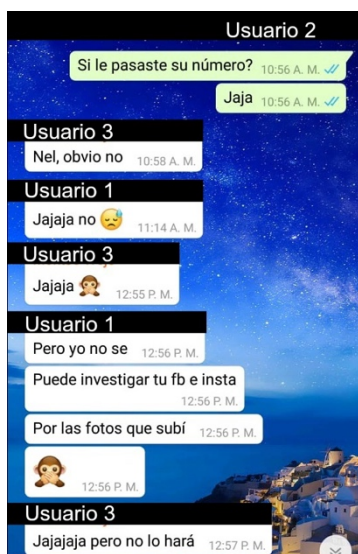 Usuario 2
Si le pasaste su número? 10:56 A. M.
Jaja 10:56 A. M.
Usuario 3
Nel, obvio no 10:58 A. M.
Usuario 1
Jajaja no 😓 11:14 A. M.
Usuario 3
Jajaja 🙊 12:55 P. M.
Usuario 1
Pero yo no se 12:56 P. M.
Puede investigar tu fb e insta
12:56 P. M.
Por las fotos que subí 12:56 P. M.
🙊 12:56 P. M.
Usuario 3
Jajajaja pero no lo hará 12:57 P. M.